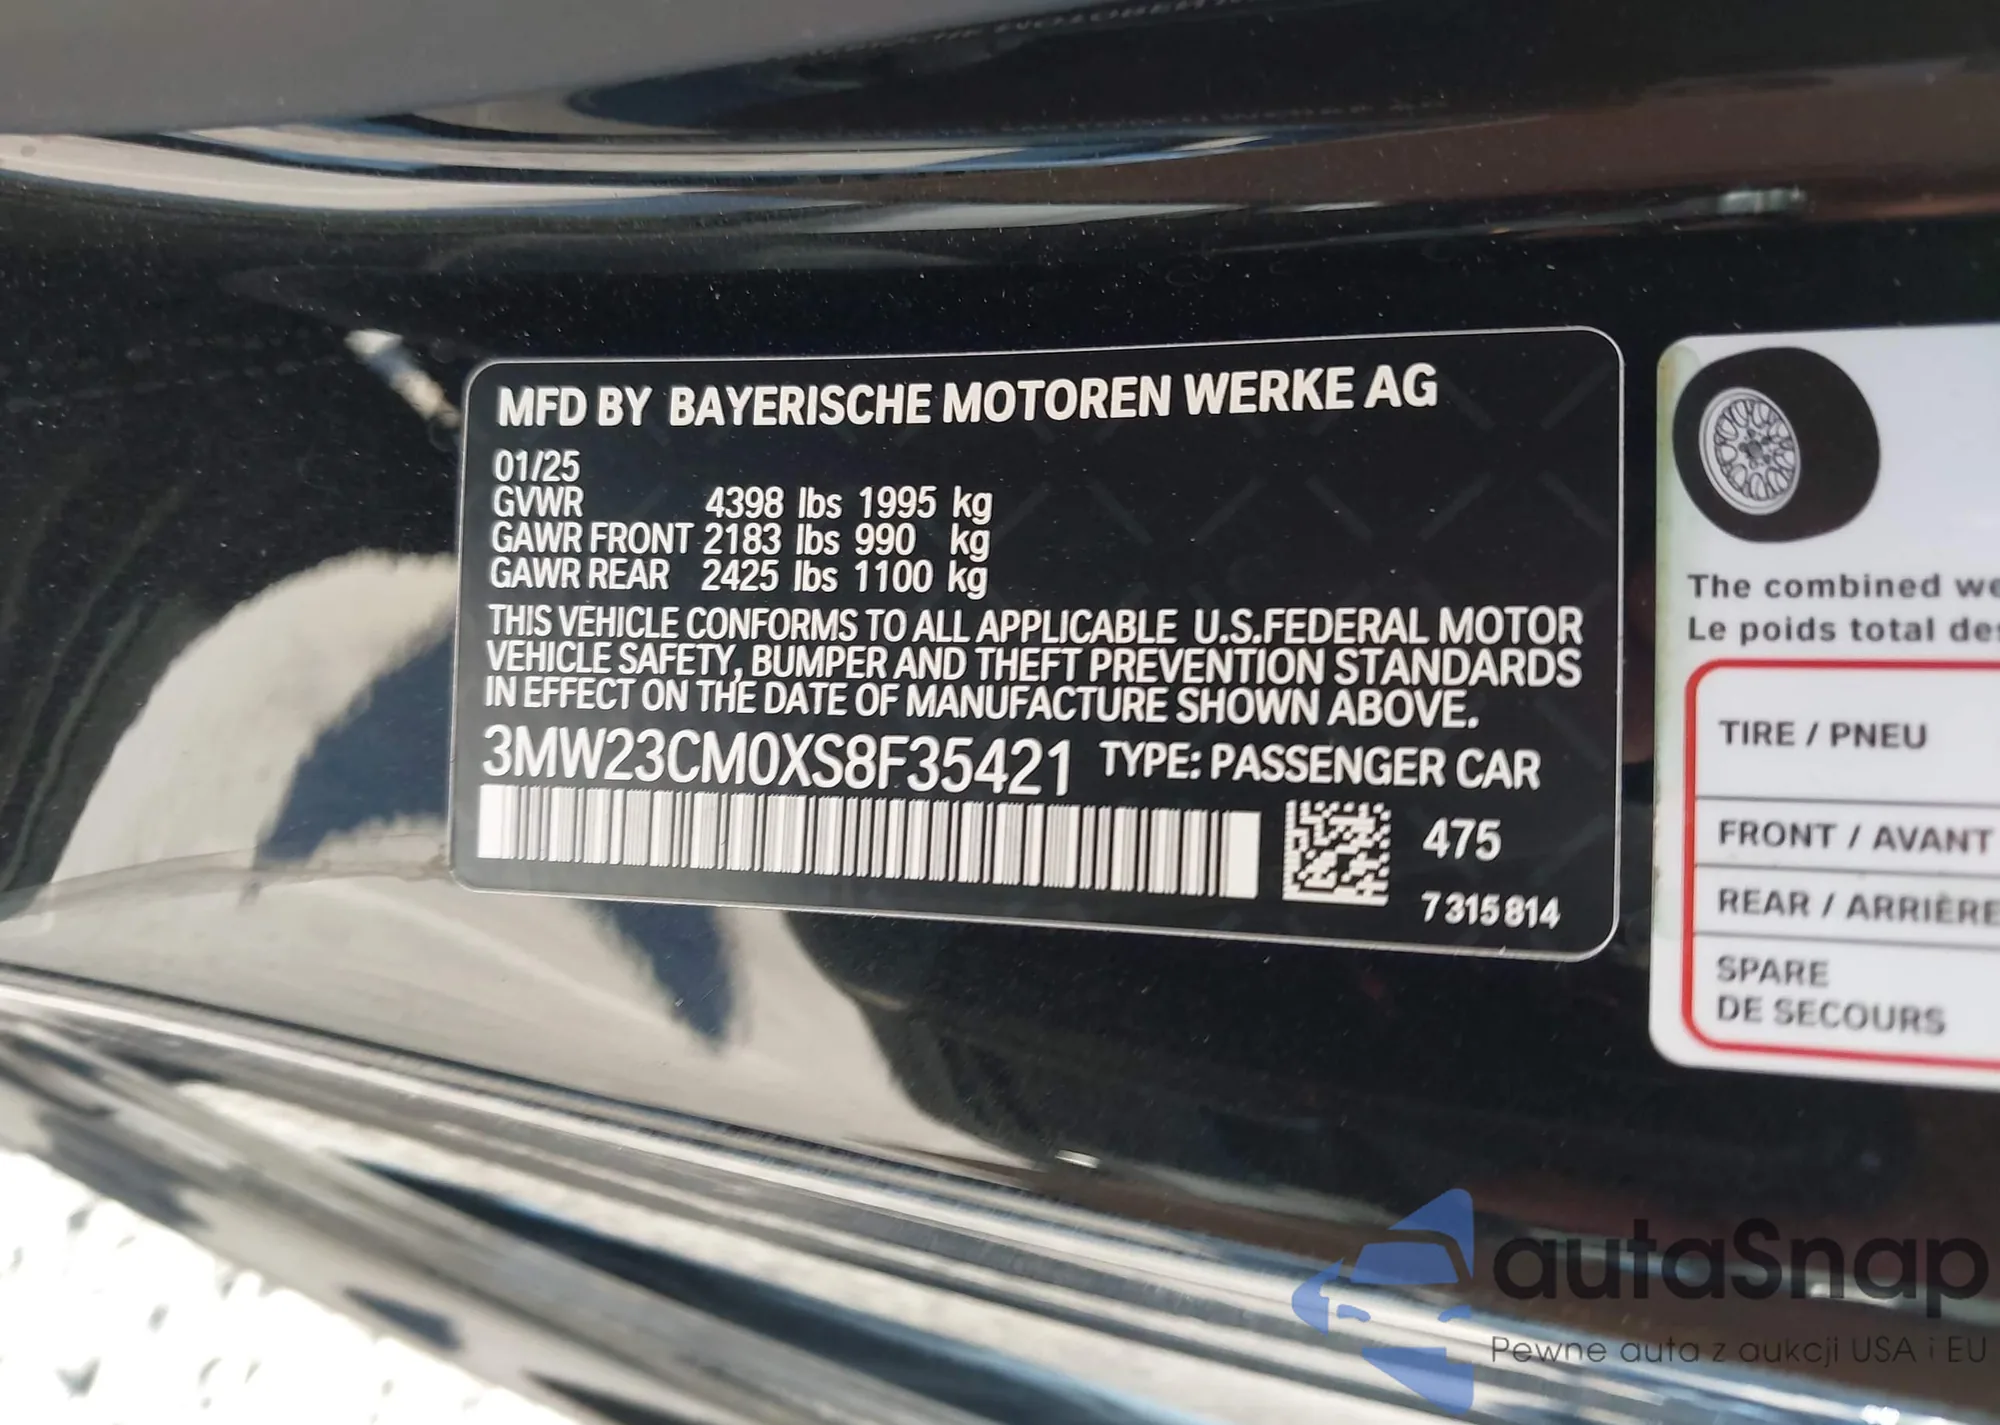 MFD BY BAYERISCHE MOTOREN WERKE AG
01/25
GVWR 4398 lbs 1995 kg
GAWR FRONT 2183 lbs 990 kg
GAWR REAR 2425 lbs 1100 kg
THIS VEHICLE CONFORMS TO ALL APPLICABLE U.S.FEDERAL MOTOR
VEHICLE SAFETY, BUMPER AND THEFT PREVENTION STANDARDS
IN EFFECT ON THE DATE OF MANUFACTURE SHOWN ABOVE.
3MW23CM0XS8F35421 TYPE: PASSENGER CAR
475
7 315 814
The combined we
Le poids total des
TIRE / PNEU
FRONT / AVANT
REAR / ARRIÈRE
SPARE
DE SECOURS
autaSnap
Pewne auta z aukcji USA i EU